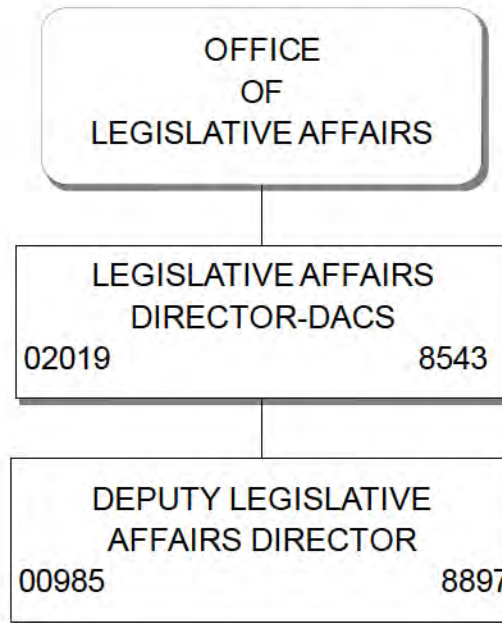 OFFICE
OF
LEGISLATIVE AFFAIRS
LEGISLATIVE AFFAIRS
DIRECTOR-DACS
02019 8543
DEPUTY LEGISLATIVE
AFFAIRS DIRECTOR
00985 8897